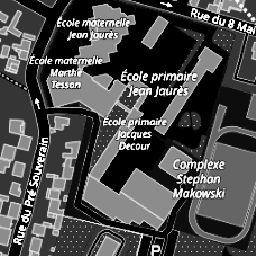 École maternelle
Jean Jaurès
Rue du 8 Mai
École maternelle
Marthe
Tesson
École primaire
Jean Jaurès
École primaire
Jacques
Decour
Complexe
Stephan
Makowski
Rue du Pré Souverain
P